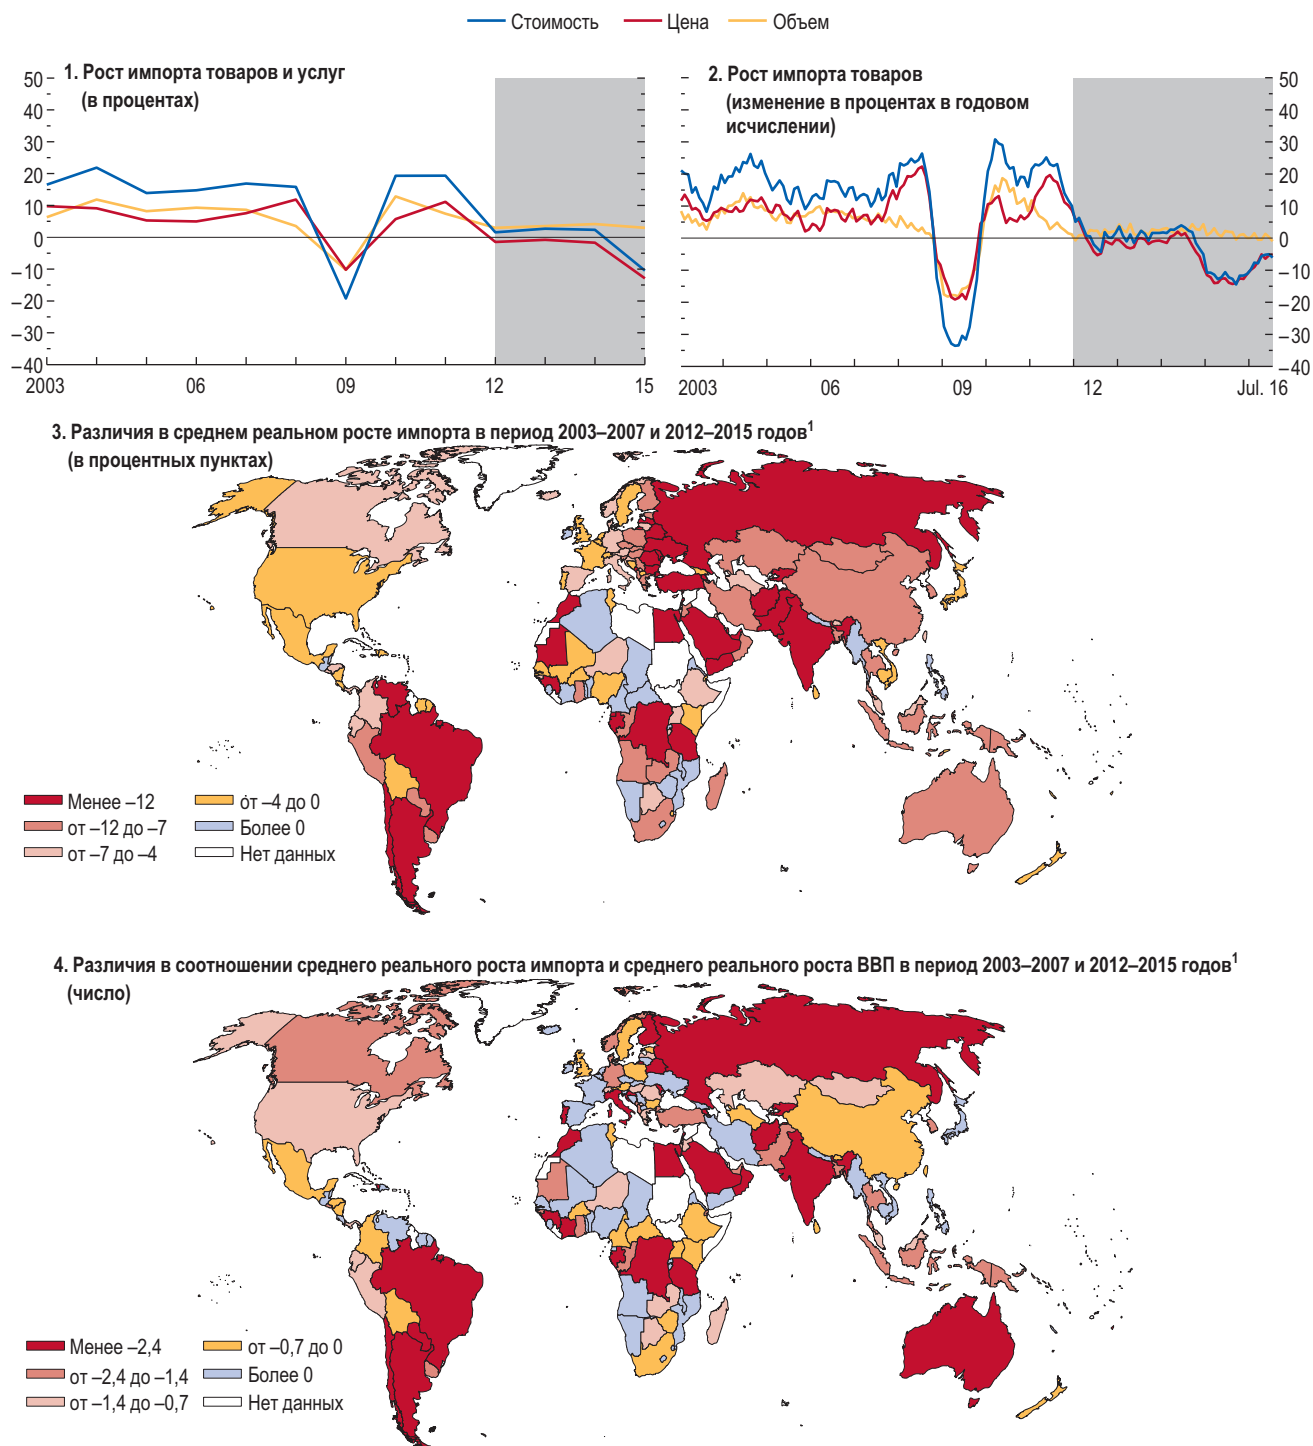 Стоимость Цена Объем
1. Рост импорта товаров и услуг
(в процентах)
50
40
30
20
10
0
–10
–20
–30
–40
2003 06 09 12 15
2. Рост импорта товаров
(изменение в процентах в годовом
исчислении)
50
40
30
20
10
0
–10
–20
–30
–40
2003 06 09 12 Jul. 16
3. Различия в среднем реальном росте импорта в период 2003–2007 и 2012–2015 годов1
(в процентных пунктах)
Менее –12
от –12 до –7
от –7 до –4
от –4 до 0
Более 0
Нет данных
4. Различия в соотношении среднего реального роста импорта и среднего реального роста ВВП в период 2003–2007 и 2012–2015 годов1
(число)
Менее –2,4
от –2,4 до –1,4
от –1,4 до –0,7
от –0,7 до 0
Более 0
Нет данных